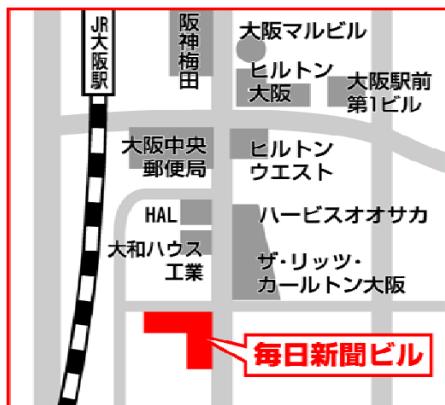 JR大阪駅
阪神梅田
大阪マルビル
ヒルトン
大阪
大阪駅前
第1ビル
大阪中央
郵便局
ヒルトン
ウエスト
HAL
ハービスオオサカ
大和ハウス
工業
ザ・リッツ・
カールトン大阪
毎日新聞ビル